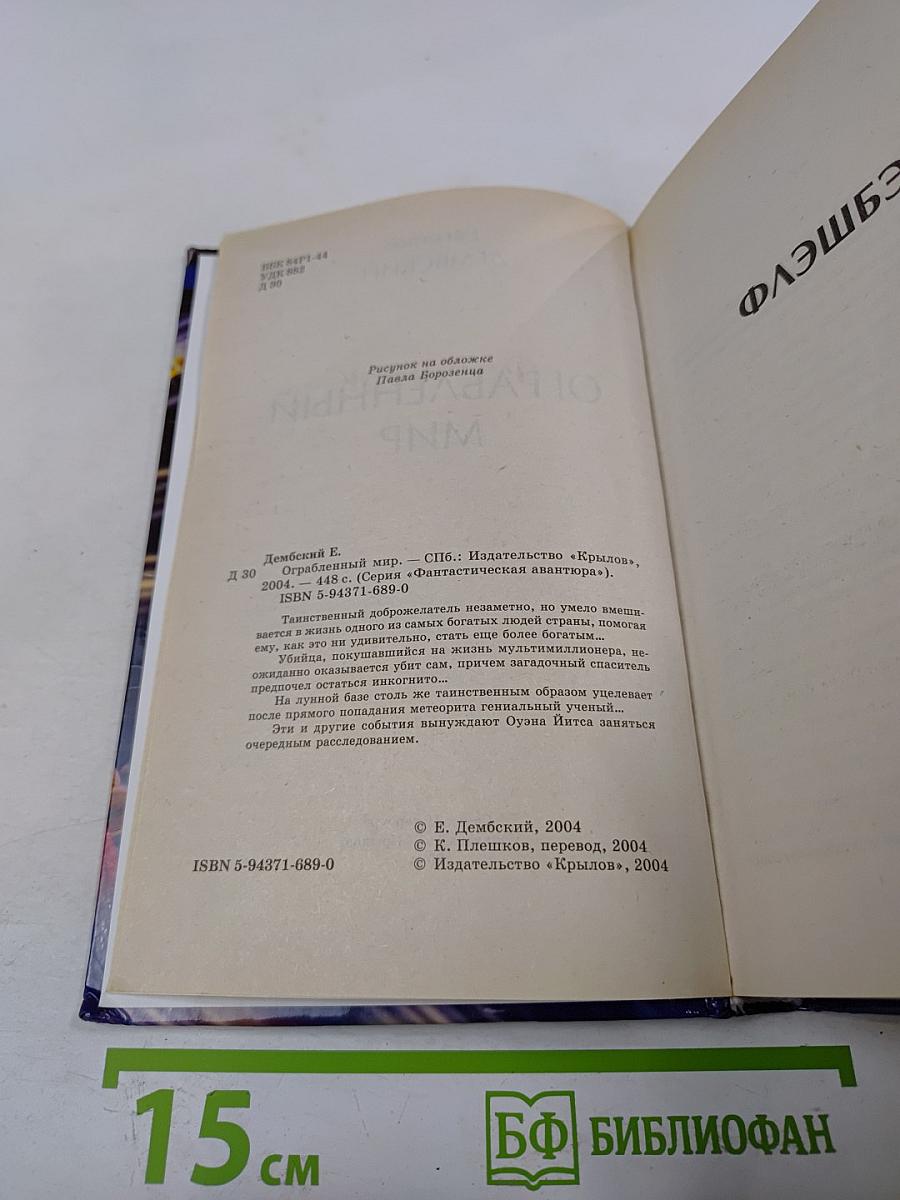 ББК 84Р1-44
УДК 882
Д 30
Рисунок на обложке
Павла Борозенца
ОГРАБЛЕННЫЙ
МИР
Дембский Е.
Д 30 Ограбленный мир. — СПб.: Издательство «Крылов»,
2004. — 448 с. (Серия «Фантастическая авантюра»).
ISBN 5-94371-689-0
Таинственный доброжелатель незаметно, но умело вмеши-
вается в жизнь одного из самых богатых людей страны, помогая
ему, как это ни удивительно, стать еще более богатым...
Убийца, покушавшийся на жизнь мультимиллионера, не-
ожиданно оказывается убит сам, причем загадочный спаситель
предпочел остаться инкогнито...
На лунной базе столь же таинственным образом уцелевает
после прямого попадания метеорита гениальный ученый...
Эти и другие события вынуждают Оуэна Йитса заняться
очередным расследованием.
© Е. Дембский, 2004
© К. Плешков, перевод, 2004
ISBN 5-94371-689-0 © Издательство «Крылов», 2004
ФЛЭШБЭ
15 см
БФ БИБЛИОФАН